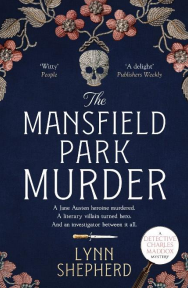 'Witty'
People
'A delight'
Publishers Weekly
The
MANSFIELD
PARK
MURDER
A Jane Austen heroine murdered.
A literary villain turned hero.
And an investigator between it all.
LYNN
SHEPHERD
A
DETECTIVE
CHARLES
MADDOX
MYSTERY